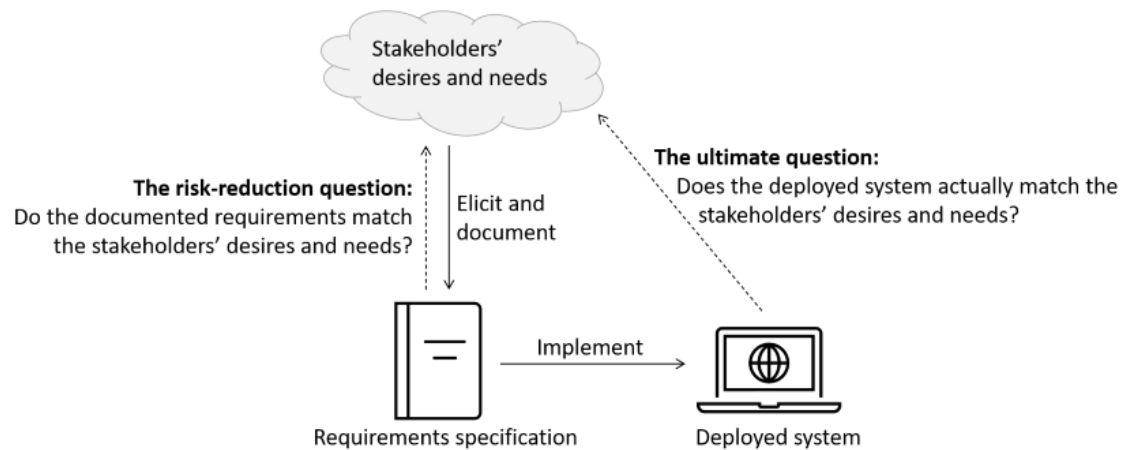 Stakeholders’
desires and needs
The risk-reduction question:
Do the documented requirements match
the stakeholders’ desires and needs?
Elicit and
document
The ultimate question:
Does the deployed system actually match the
stakeholders’ desires and needs?
Implement
Requirements specification
Deployed system